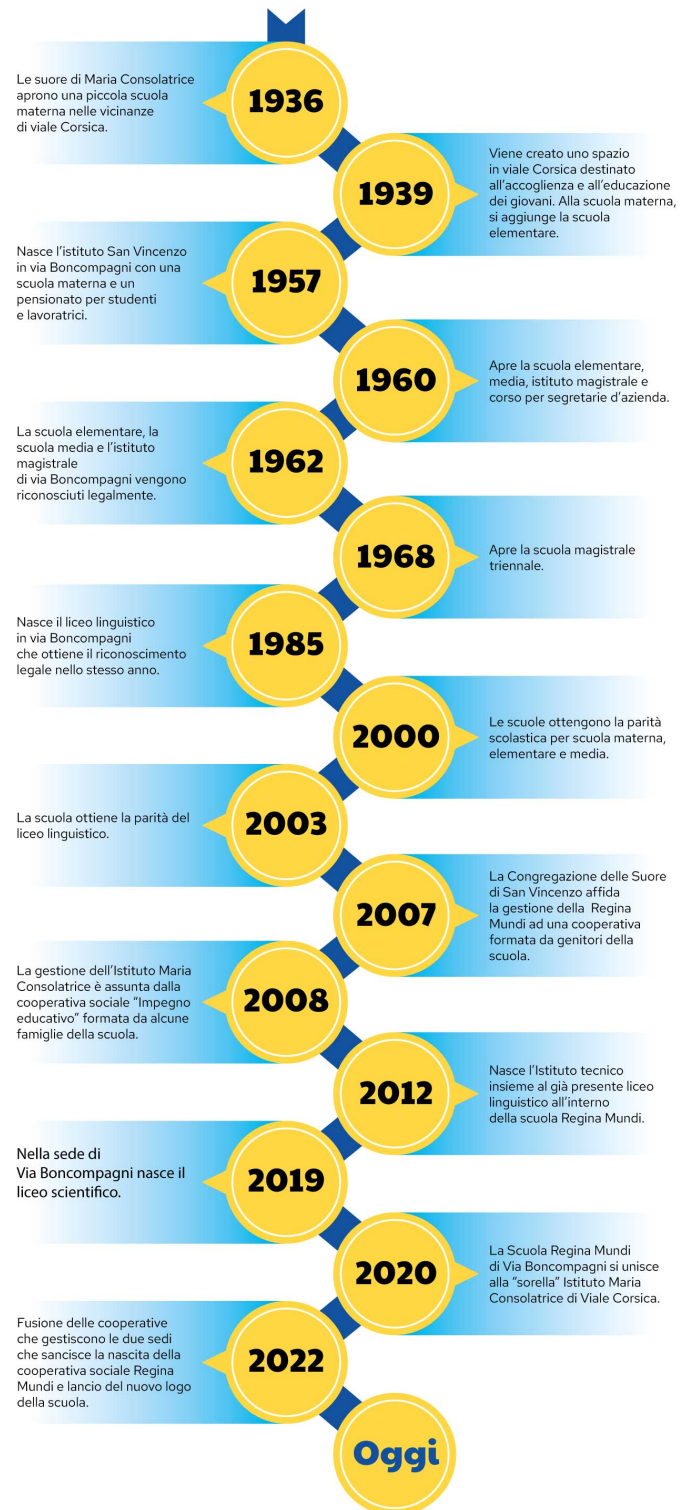 Le suore di Maria Consolatrice
aprono una piccola scuola
materna nelle vicinanze
di viale Corsica.
1936
1939
Viene creato uno spazio
in viale Corsica destinato
all'accoglienza e all'educazione
dei giovani. Alla scuola materna,
si aggiunge la scuola
elementare.
Nasce l'istituto San Vincenzo
in via Boncompagni con una
scuola materna e un
pensionato per studenti
e lavoratrici.
1957
1960
Apre la scuola elementare,
media, istituto magistrale e
corso per segretarie d'azienda.
La scuola elementare, la
scuola media e l'istituto
magistrale
di via Boncompagni vengono
riconosciuti legalmente.
1962
1968
Apre la scuola magistrale
triennale.
Nasce il liceo linguistico
in via Boncompagni
che ottiene il riconoscimento
legale nello stesso anno.
1985
2000
Le scuole ottengono la parità
scolastica per scuola materna,
elementare e media.
La scuola ottiene la parità del
liceo linguistico.
2003
2007
La Congregazione delle Suore
di San Vincenzo affida
la gestione della Regina
Mundi ad una cooperativa
formata da genitori della
scuola.
La gestione dell'Istituto Maria
Consolatrice è assunta dalla
cooperativa sociale "Impegno
educativo" formata da alcune
famiglie della scuola.
2008
2012
Nasce l'Istituto tecnico
insieme al già presente liceo
linguistico all'interno
della scuola Regina Mundi.
Nella sede di
Via Boncompagni nasce il
liceo scientifico.
2019
2020
La Scuola Regina Mundi
di Via Boncompagni si unisce
alla "sorella" Istituto Maria
Consolatrice di Viale Corsica.
Fusione delle cooperative
che gestiscono le due sedi
che sancisce la nascita della
cooperativa sociale Regina
Mundi e lancio del nuovo logo
della scuola.
2022
Oggi